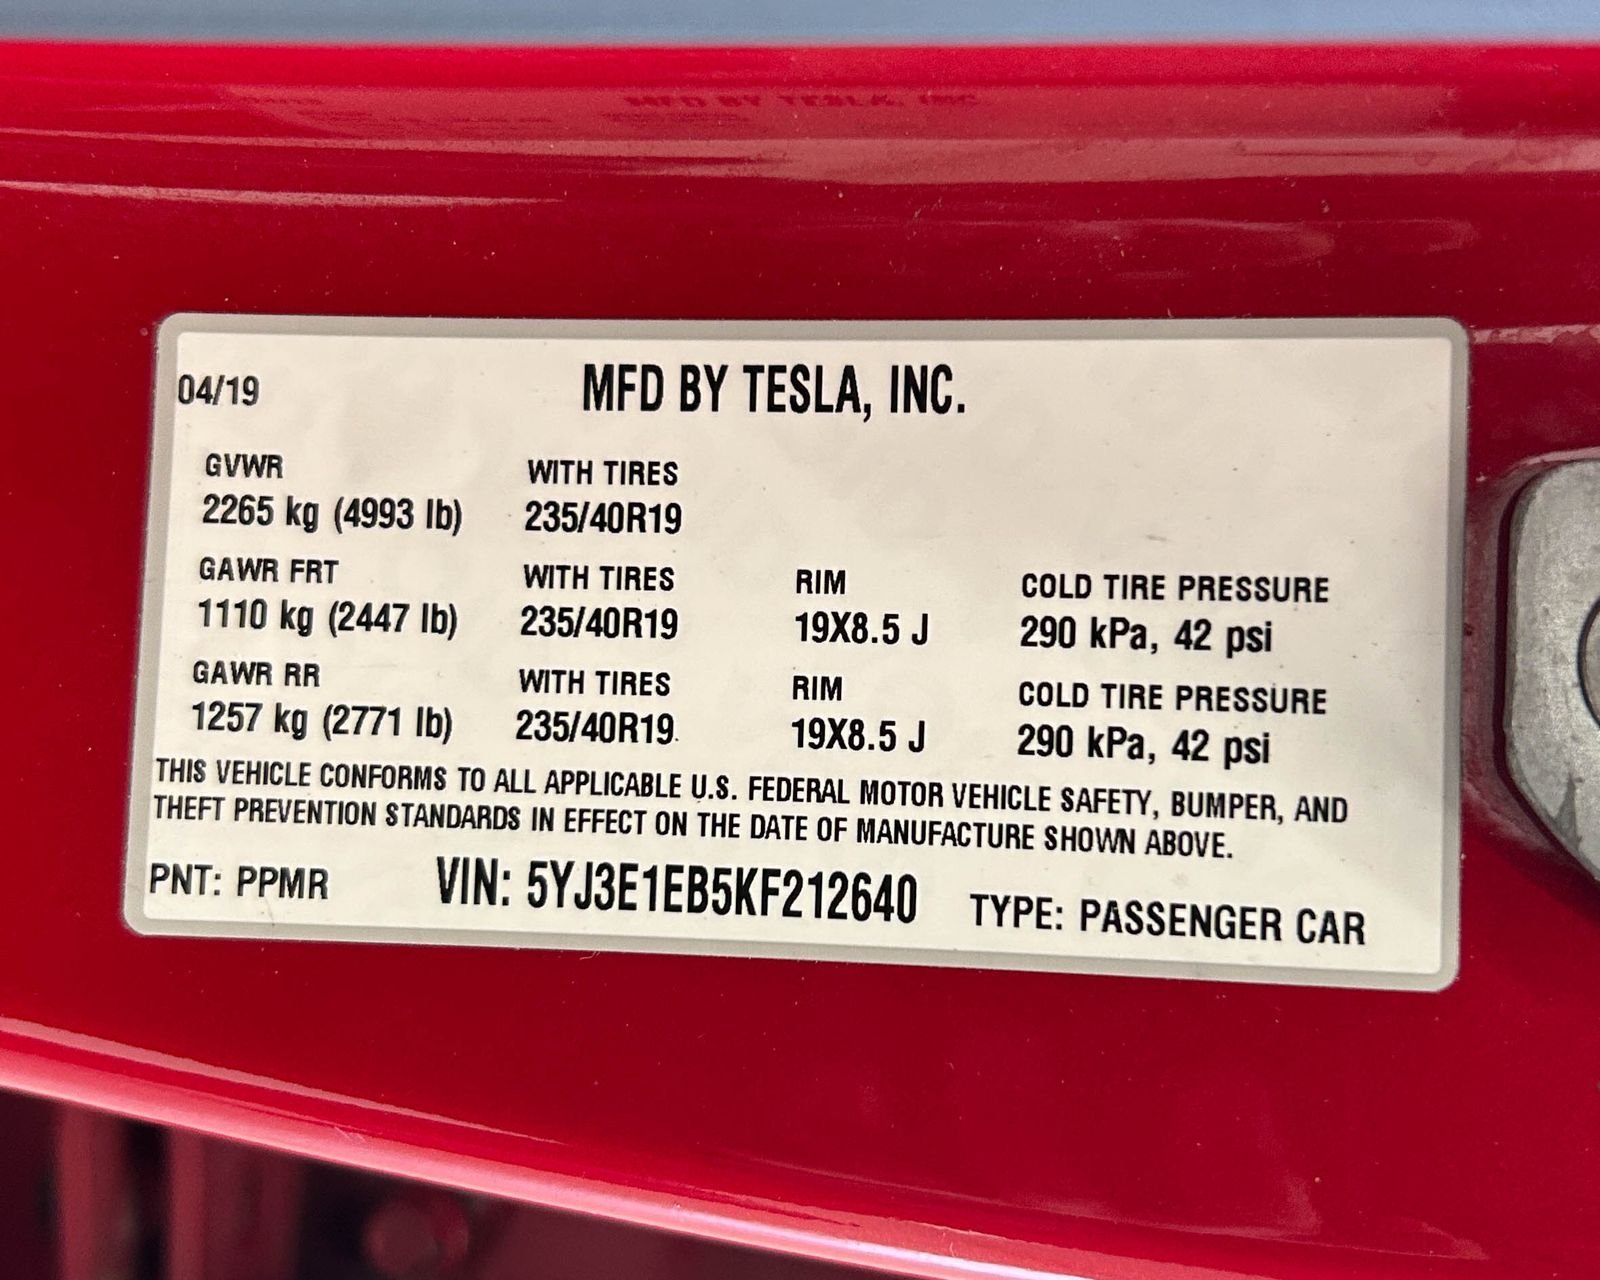 04/19 MFD BY TESLA, INC.
GVWR WITH TIRES
2265 kg (4993 lb) 235/40R19
GAWR FRT WITH TIRES RIM COLD TIRE PRESSURE
1110 kg (2447 lb) 235/40R19 19X8.5 J 290 kPa, 42 psi
GAWR RR WITH TIRES RIM COLD TIRE PRESSURE
1257 kg (2771 lb) 235/40R19 19X8.5 J 290 kPa, 42 psi
THIS VEHICLE CONFORMS TO ALL APPLICABLE U.S. FEDERAL MOTOR VEHICLE SAFETY, BUMPER, AND
THEFT PREVENTION STANDARDS IN EFFECT ON THE DATE OF MANUFACTURE SHOWN ABOVE.
PNT: PPMR VIN: 5YJ3E1EB5KF212640 TYPE: PASSENGER CAR